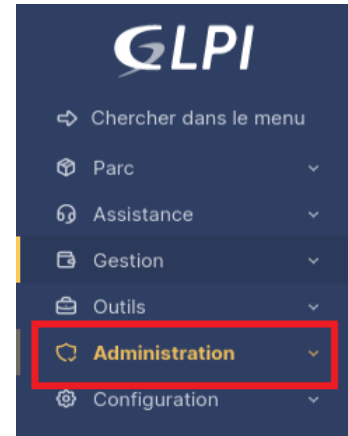 GLPI
Chercher dans le menu
Parc
Assistance
Gestion
Outils
Administration
Configuration